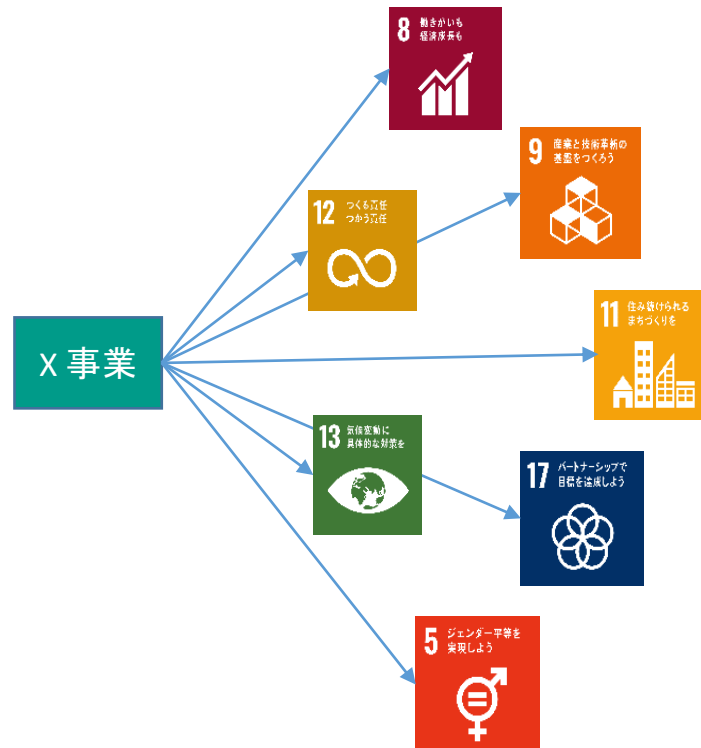 8 働きがいも
経済成長も
9 産業と技術革新の
基盤をつくろう
12 つくる責任
つかう責任
11 住み続けられる
まちづくりを
X 事業
13 気候変動に
具体的な対策を
17 パートナーシップで
目標を達成しよう
5 ジェンダー平等を
実現しよう